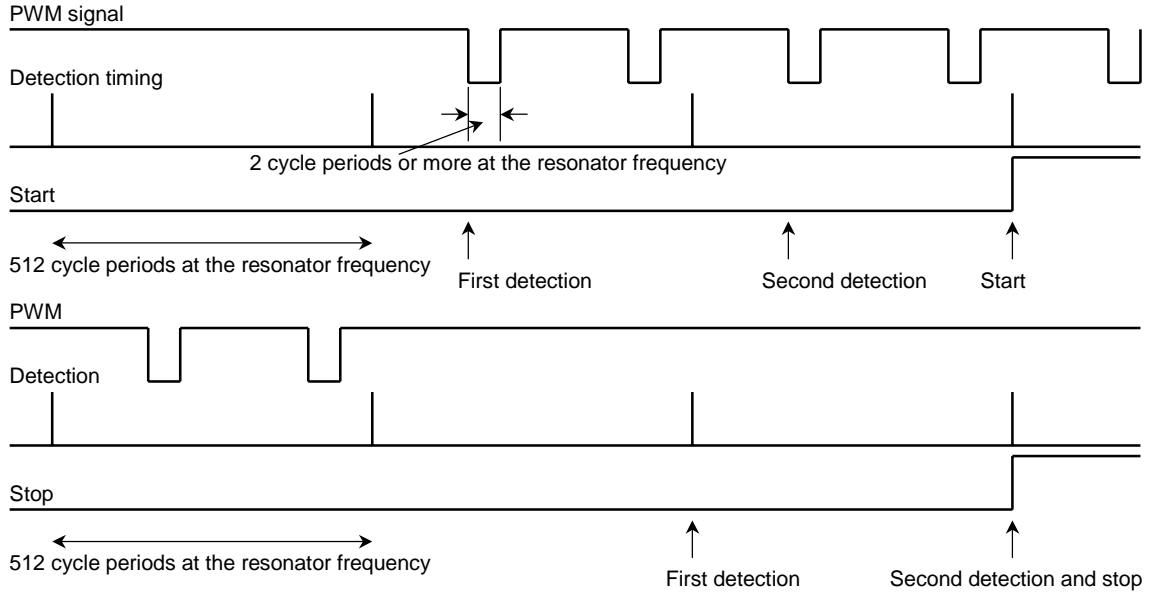 PWM signal
Detection timing
2 cycle periods or more at the resonator frequency
Start
512 cycle periods at the resonator frequency
First detection
Second detection
Start
PWM
Detection
Stop
512 cycle periods at the resonator frequency
First detection
Second detection and stop